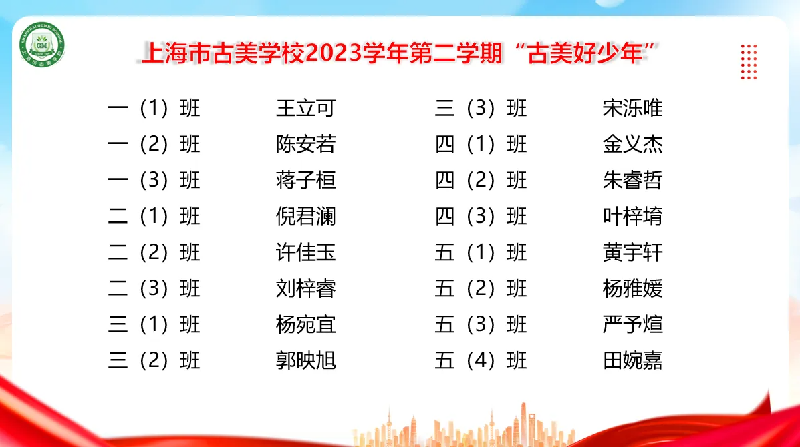 上海市古美学校2023学年第二学期“古美好少年”
一（1）班 王立可
一（2）班 陈安若
一（3）班 蒋子桓
二（1）班 倪君澜
二（2）班 许佳玉
二（3）班 刘梓睿
三（1）班 杨宛宜
三（2）班 郭映旭
三（3）班 宋泺唯
四（1）班 金义杰
四（2）班 朱睿哲
四（3）班 叶梓堉
五（1）班 黄宇轩
五（2）班 杨雅媛
五（3）班 严予煊
五（4）班 田婉嘉